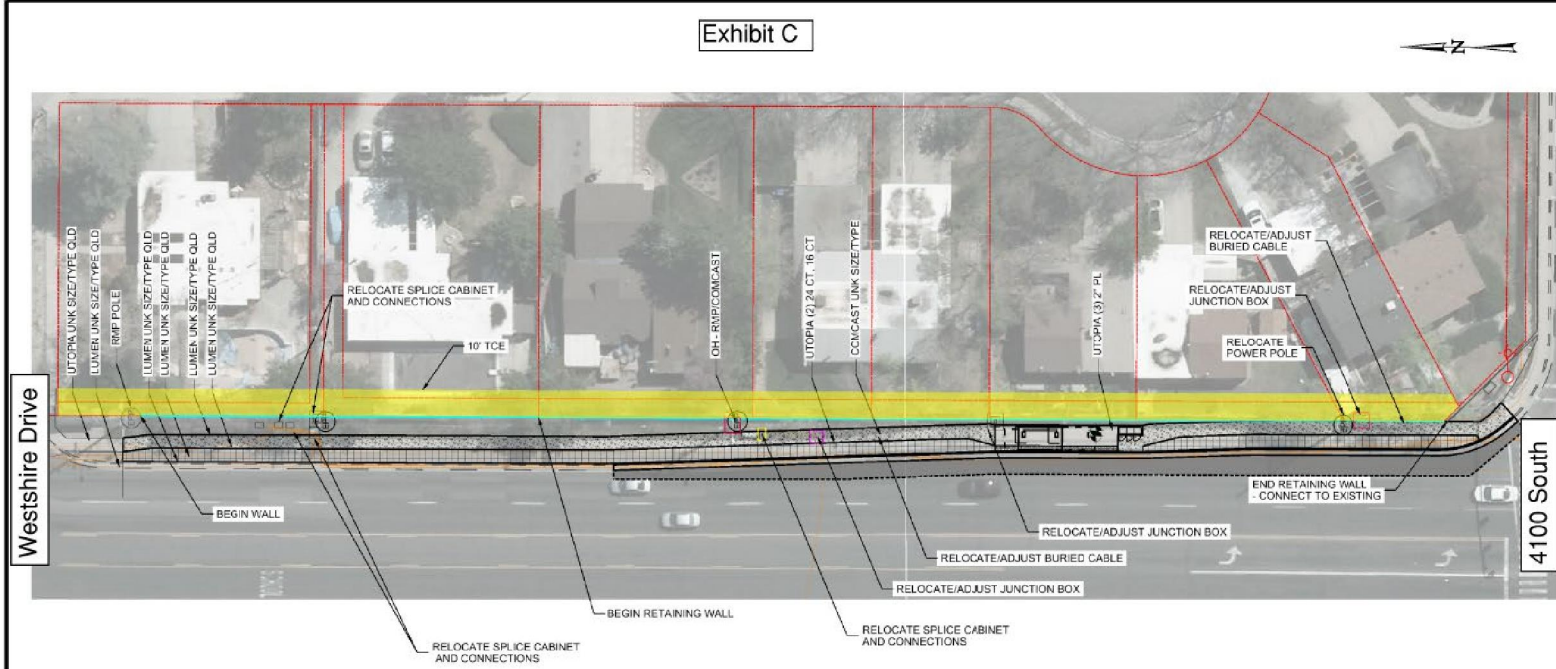 Exhibit C
N
UTOPIA UNK SIZE/TYPE QLD
LUMEN UNK SIZE/TYPE QLD
RMP POLE
LUMEN UNK SIZE/TYPE QLD
LUMEN UNK SIZE/TYPE QLD
LUMEN UNK SIZE/TYPE QLD
LUMEN UNK SIZE/TYPE QLD
RELOCATE SPLICE CABINET
AND CONNECTIONS
10' TCE
OH - RMP/COMCAST
UTOPIA (2) 24 CT, 16 CT
COMCAST UNK SIZE/TYPE
UTOPIA (3) 2" PL
RELOCATE/ADJUST
BURIED CABLE
RELOCATE/ADJUST
JUNCTION BOX
RELOCATE
POWER POLE
Westshire Drive
4100 South
BEGIN WALL
END RETAINING WALL
- CONNECT TO EXISTING
RELOCATE/ADJUST JUNCTION BOX
RELOCATE/ADJUST BURIED CABLE
RELOCATE/ADJUST JUNCTION BOX
BEGIN RETAINING WALL
RELOCATE SPLICE CABINET
AND CONNECTIONS
RELOCATE SPLICE CABINET
AND CONNECTIONS